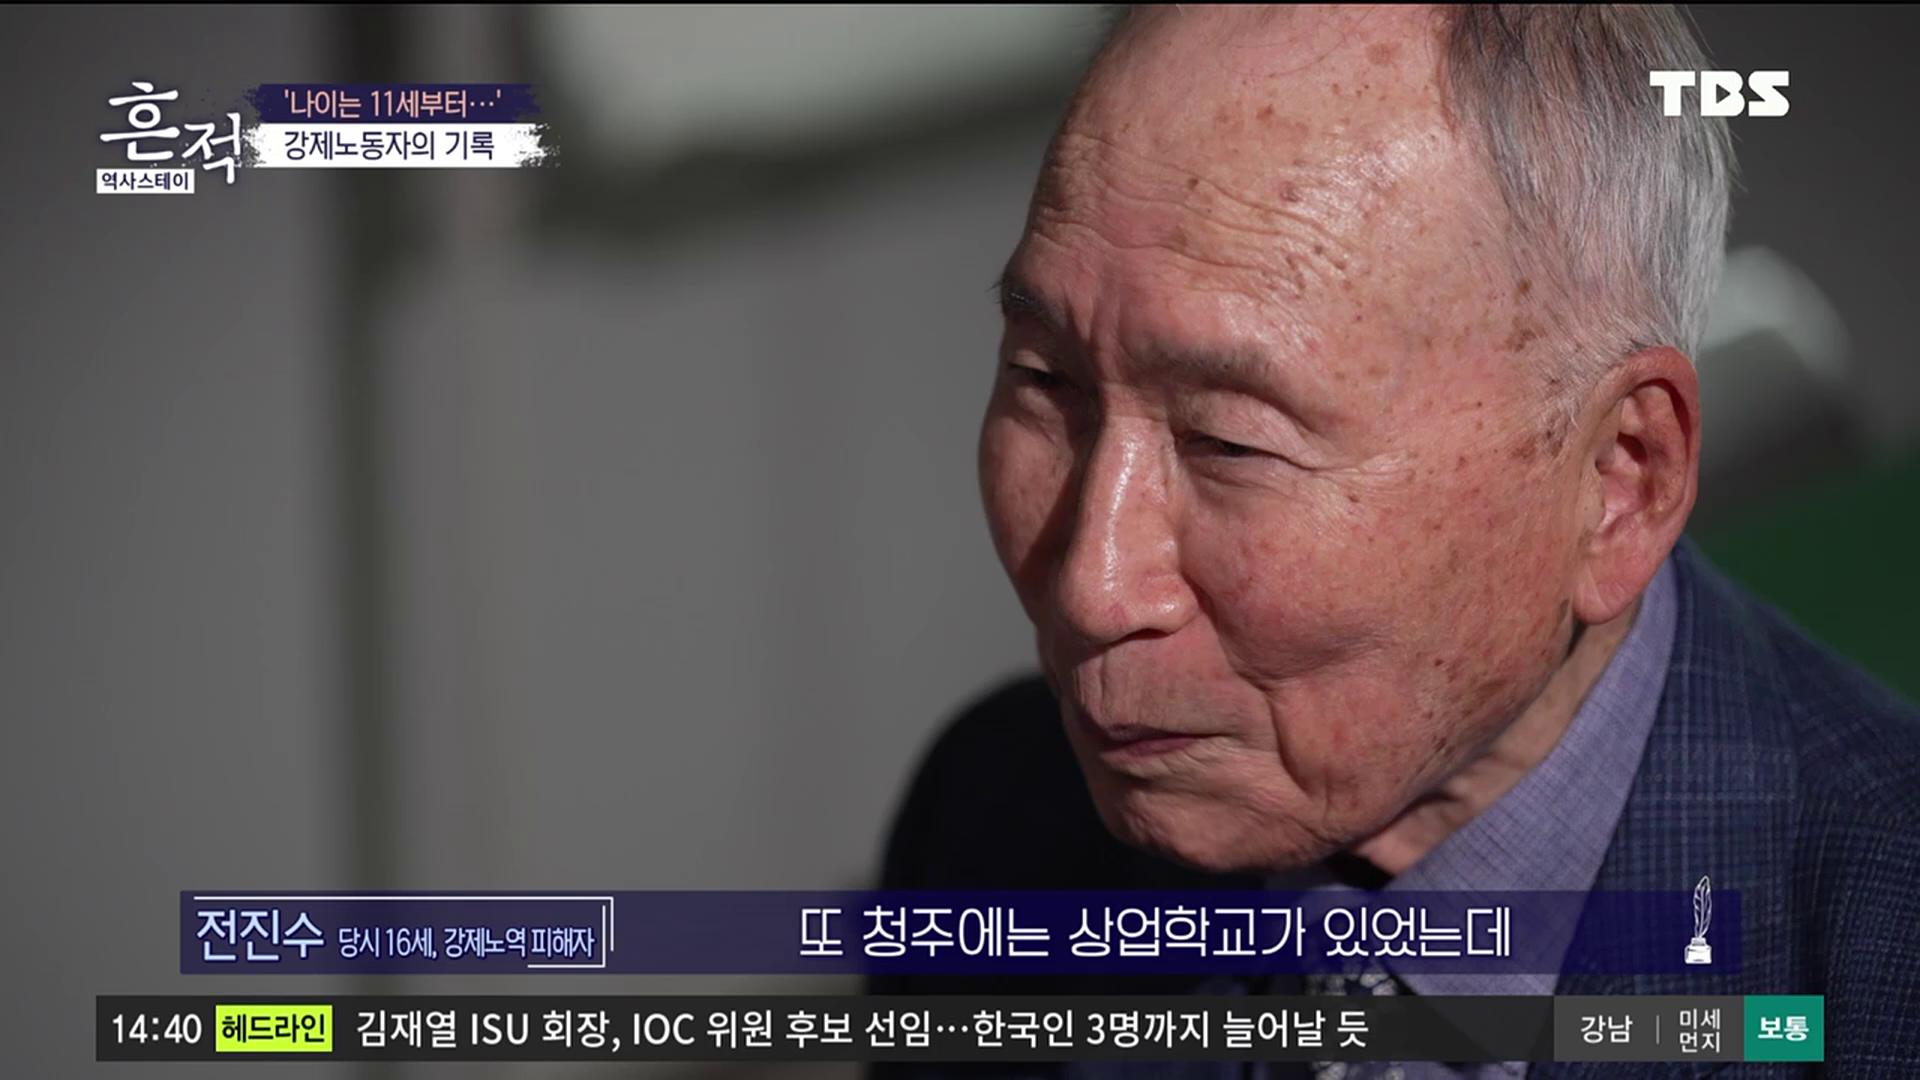 흔적
역사스테이
'나이는 11세부터…'
강제노동자의 기록
TBS
전진수 당시 16세, 강제노역 피해자
또 청주에는 상업학교가 있었는데
14:40 헤드라인 김재열 ISU 회장, IOC 위원 후보 선임…한국인 3명까지 늘어날 듯
강남 | 미세먼지 보통